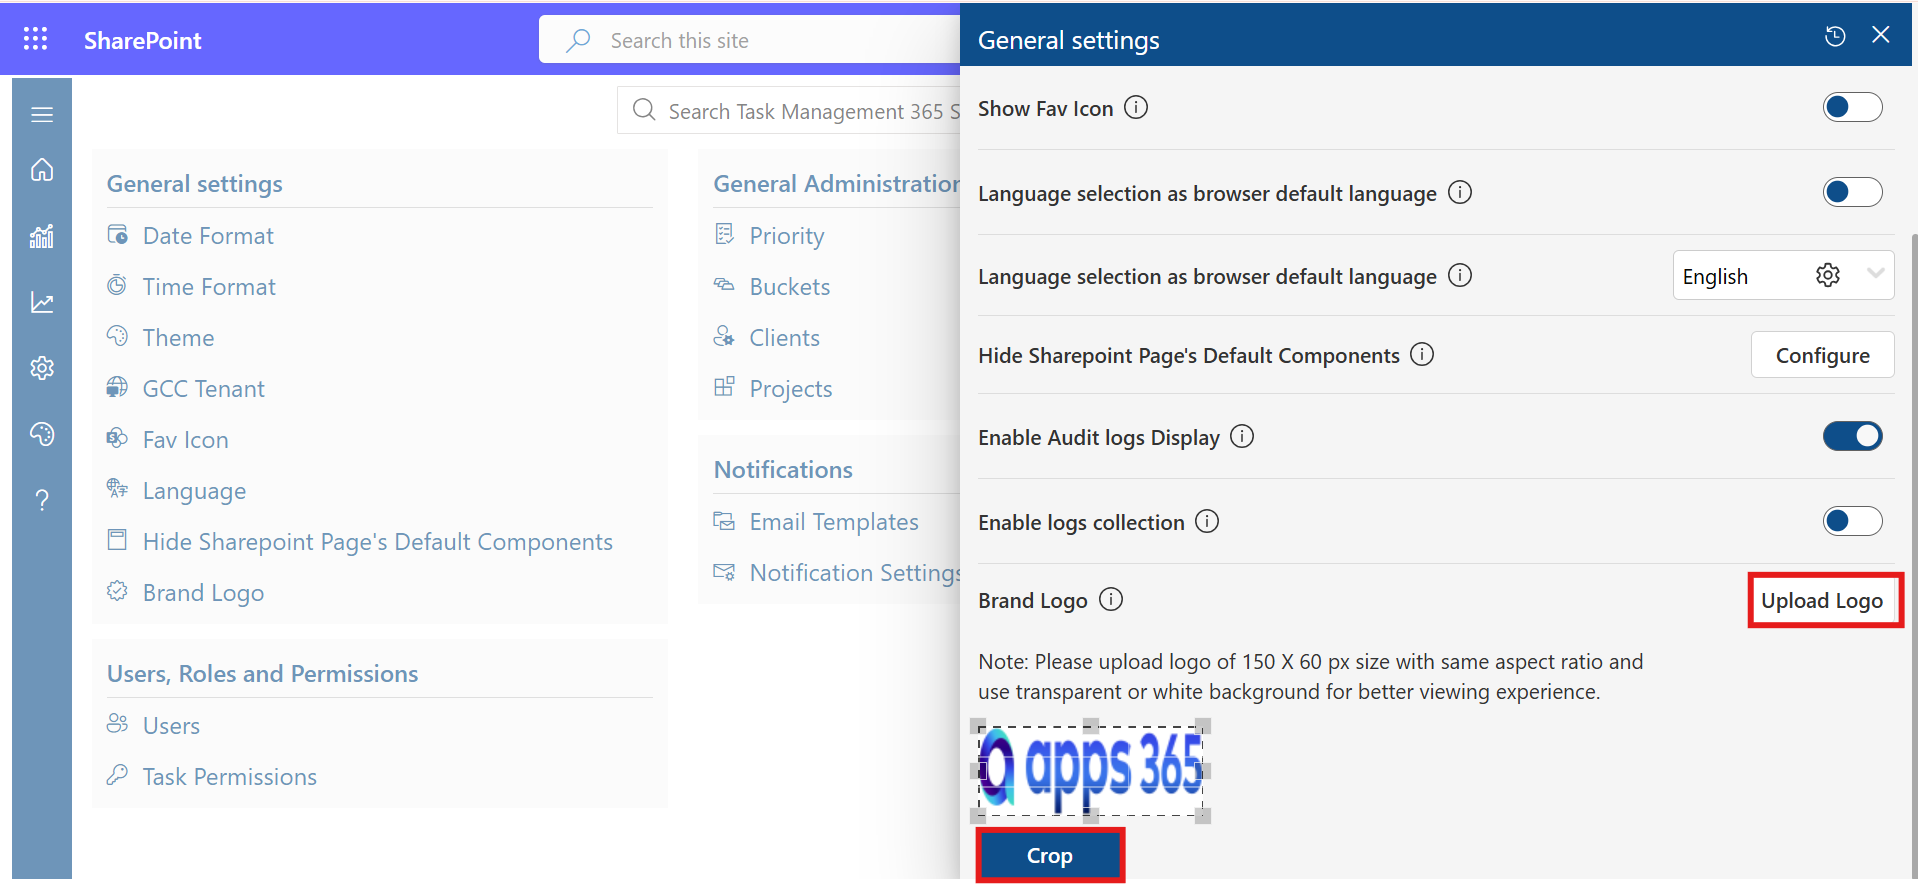 SharePoint
Search this site
Search Task Management 365 S
General settings
Date Format
Time Format
Theme
GCC Tenant
Fav Icon
Language
Hide Sharepoint Page's Default Components
Brand Logo
Users, Roles and Permissions
Users
Task Permissions
General Administration
Priority
Buckets
Clients
Projects
Notifications
Email Templates
Notification Settings
General settings
Show Fav Icon
Language selection as browser default language
Language selection as browser default language
English
Hide Sharepoint Page's Default Components
Configure
Enable Audit logs Display
Enable logs collection
Brand Logo
Upload Logo
Note: Please upload logo of 150 X 60 px size with same aspect ratio and
use transparent or white background for better viewing experience.
apps 365
Crop